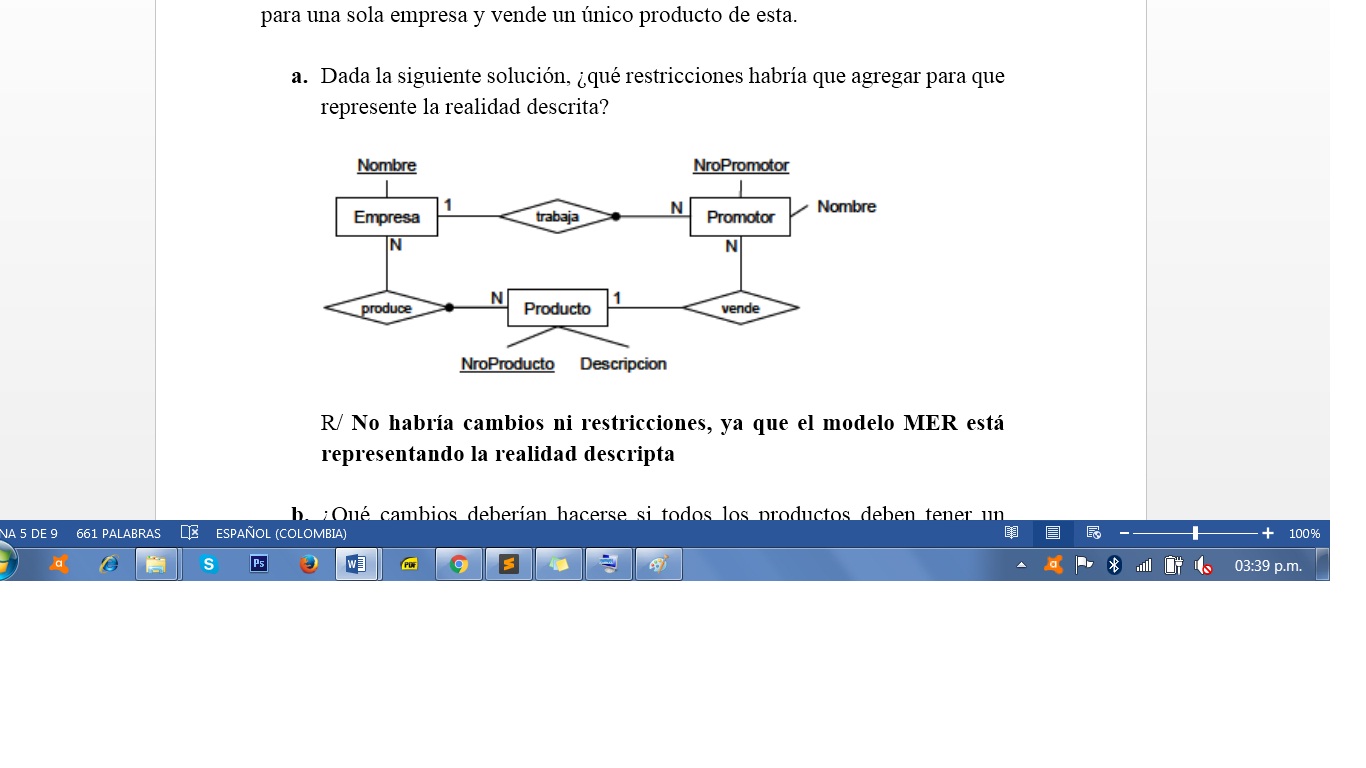 para una sola empresa y vende un único producto de esta.
a. Dada la siguiente solución, ¿qué restricciones habría que agregar para que
represente la realidad descrita?
Nombre
NroPromotor
Empresa
1
trabaja
N
Promotor
Nombre
N
N
produce
N
Producto
1
vende
NroProducto
Descripcion
R/ No habría cambios ni restricciones, ya que el modelo MER está
representando la realidad descripta
b. ¿Qué cambios deberían hacerse si todos los productos deben tener un
NA 5 DE 9
661 PALABRAS
ESPAÑOL (COLOMBIA)
100%
Ps
PDF
03:39 p.m.